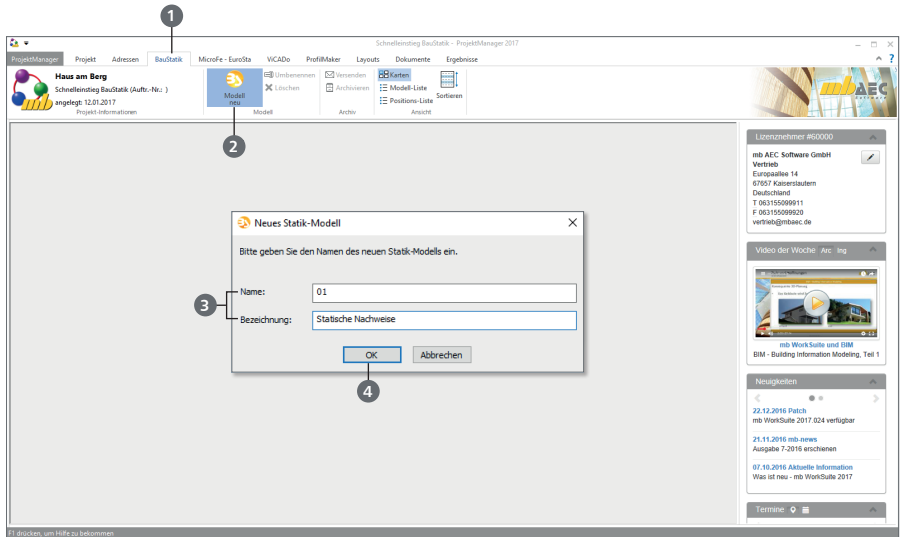 1
Schnelleinstieg BauStatik - ProjektManager 2017
ProjektManager Projekt Adressen BauStatik MicroFe - EuroSta ViCADo ProfilMaker Layouts Dokumente Ergebnisse
?
Haus am Berg
Schnelleinstieg BauStatik (Auftr.-Nr.: )
angelegt: 12.01.2017
Projekt-Informationen
Modell
neu
Umbenennen
Löschen
Modell
Versenden
Archivieren
Archiv
Karten
Modell-Liste
Positions-Liste
Sortieren
Ansicht
mb AEC
Software
2
Neues Statik-Modell
Bitte geben Sie den Namen des neuen Statik-Modells ein.
3
Name: 01
Bezeichnung: Statische Nachweise
OK Abbrechen
4
Lizenznehmer #60000
mb AEC Software GmbH
Vertrieb
Europaallee 14
67657 Kaiserslautern
Deutschland
T 063155099911
F 063155099920
vertrieb@mbaec.de
Video der Woche Arc Ing
mb WorkSuite und BIM
BIM - Building Information Modeling, Teil 1
Neuigkeiten
22.12.2016 Patch
mb WorkSuite 2017.024 verfügbar
21.11.2016 mb-news
Ausgabe 7-2016 erschienen
07.10.2016 Aktuelle Information
Was ist neu - mb WorkSuite 2017
Termine
F1 drücken, um Hilfe zu bekommen